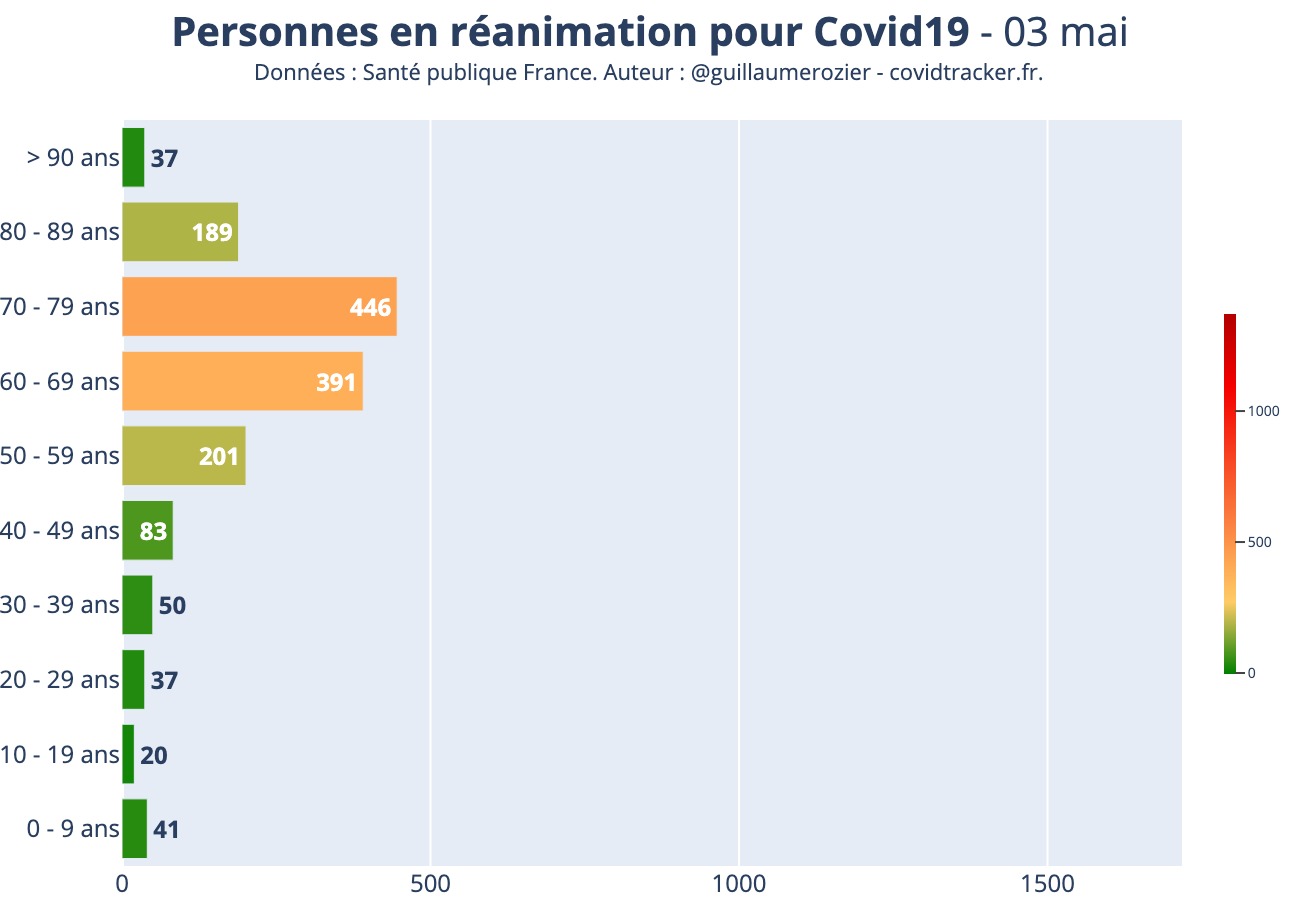 Personnes en réanimation pour Covid19 - 03 mai
Données : Santé publique France. Auteur : @guillaumerozier - covidtracker.fr.
> 90 ans 37
80 - 89 ans 189
70 - 79 ans 446
60 - 69 ans 391
50 - 59 ans 201
40 - 49 ans 83
30 - 39 ans 50
20 - 29 ans 37
10 - 19 ans 20
0 - 9 ans 41
0 500 1000 1500
1000
500
0